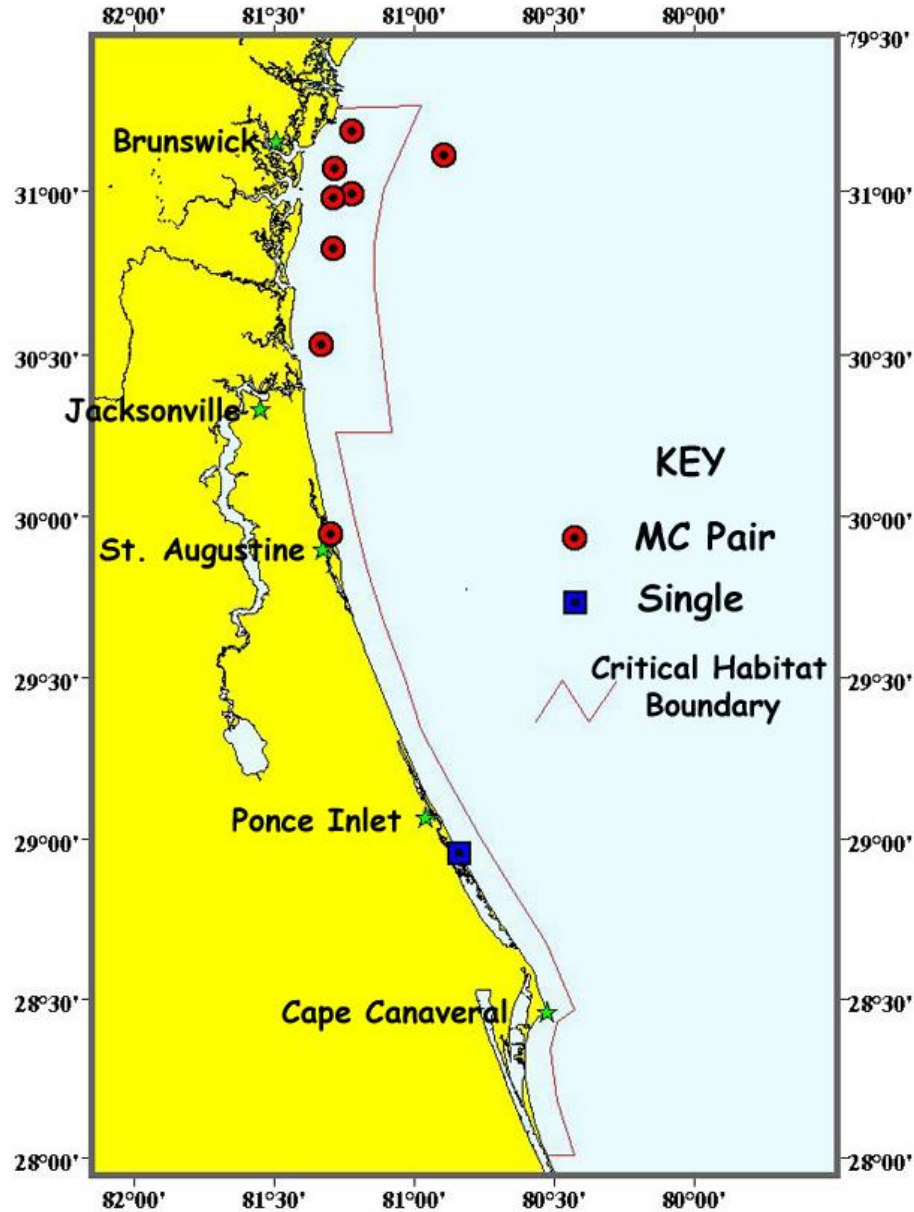 82°00' 81°30' 81°00' 80°30' 80°00'
79°30'
Brunswick
31°00' 31°00'
30°30' 30°30'
Jacksonville
KEY
30°00' 30°00'
MC Pair
St. Augustine
Single
29°30' 29°30'
Critical Habitat
Boundary
Ponce Inlet
29°00' 29°00'
28°30' 28°30'
Cape Canaveral
28°00' 28°00'
82°00' 81°30' 81°00' 80°30' 80°00'